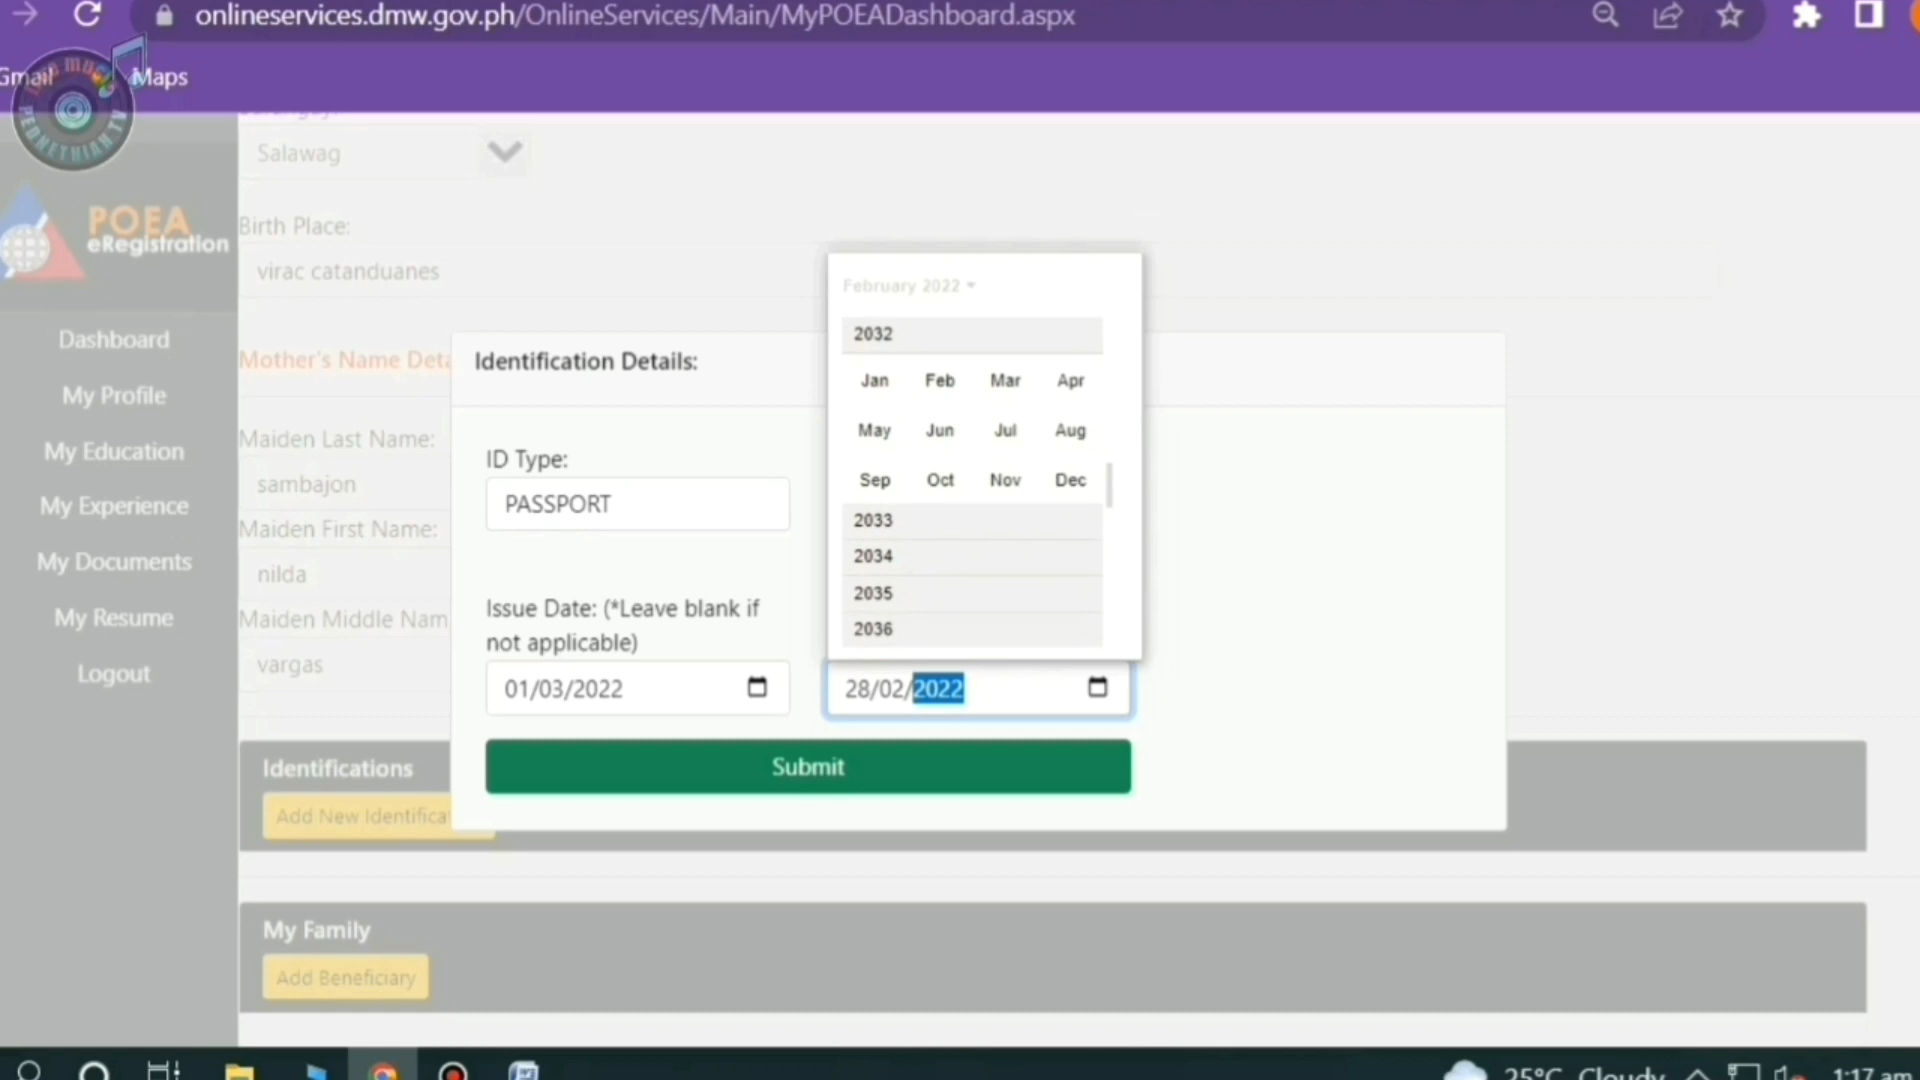 onlineservices.dmw.gov.ph/OnlineServices/Main/MyPOEADashboard.aspx
Gmail
Maps
PEDNETHIAN TV
POEA
eRegistration
Dashboard
My Profile
My Education
My Experience
My Documents
My Resume
Logout
Salawag
Birth Place:
virac catanduanes
Mother's Name Deta
Maiden Last Name:
sambajon
Maiden First Name:
nilda
Maiden Middle Nam
vargas
Identification Details:
ID Type:
PASSPORT
Issue Date: (*Leave blank if
not applicable)
01/03/2022
February 2022
2032
Jan Feb Mar Apr
May Jun Jul Aug
Sep Oct Nov Dec
2033
2034
2035
2036
28/02/2022
Submit
Identifications
Add New Identifica
My Family
Add Beneficiary
25°C Cloudy
1:17 am